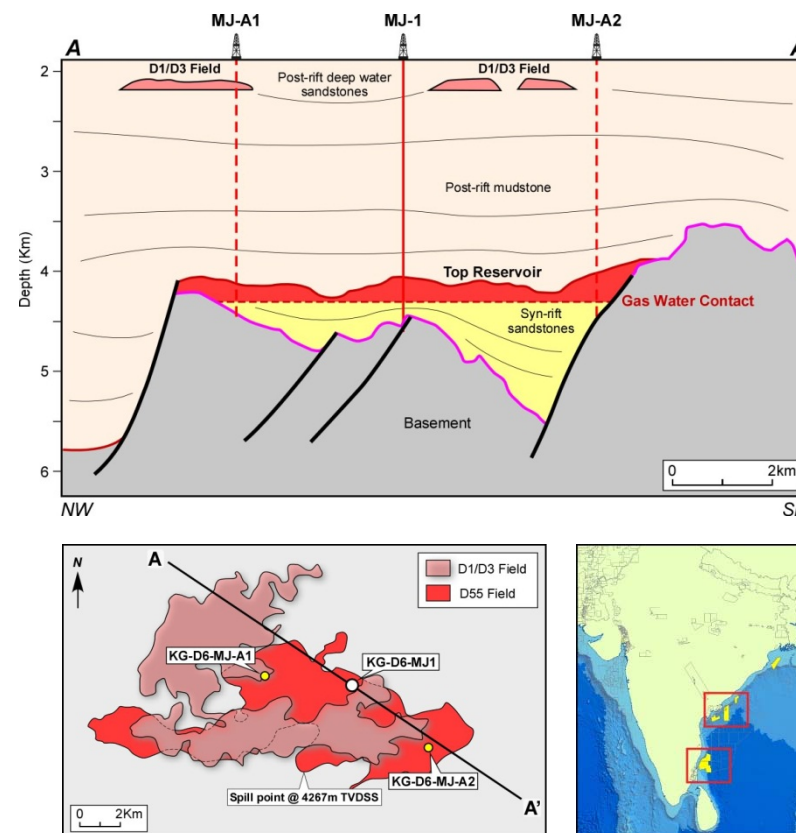 MJ-A1 MJ-1 MJ-A2
A A
D1/D3 Field Post-rift deep water D1/D3 Field
sandstones
2
3
Post-rift mudstone
Depth (Km)
4
Top Reservoir
Gas Water Contact
Syn-rift
sandstones
5
Basement
6
0 2km
NW
N
A
D1/D3 Field
D55 Field
KG-D6-MJ-A1
KG-D6-MJ1
KG-D6-MJ-A2
Spill point @ 4267m TVDSS
A'
0 2Km